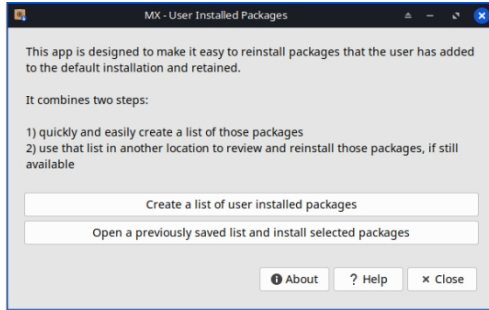 MX - User Installed Packages
This app is designed to make it easy to reinstall packages that the user has added
to the default installation and retained.
It combines two steps:
1) quickly and easily create a list of those packages
2) use that list in another location to review and reinstall those packages, if still
available
Create a list of user installed packages
Open a previously saved list and install selected packages
About ? Help × Close